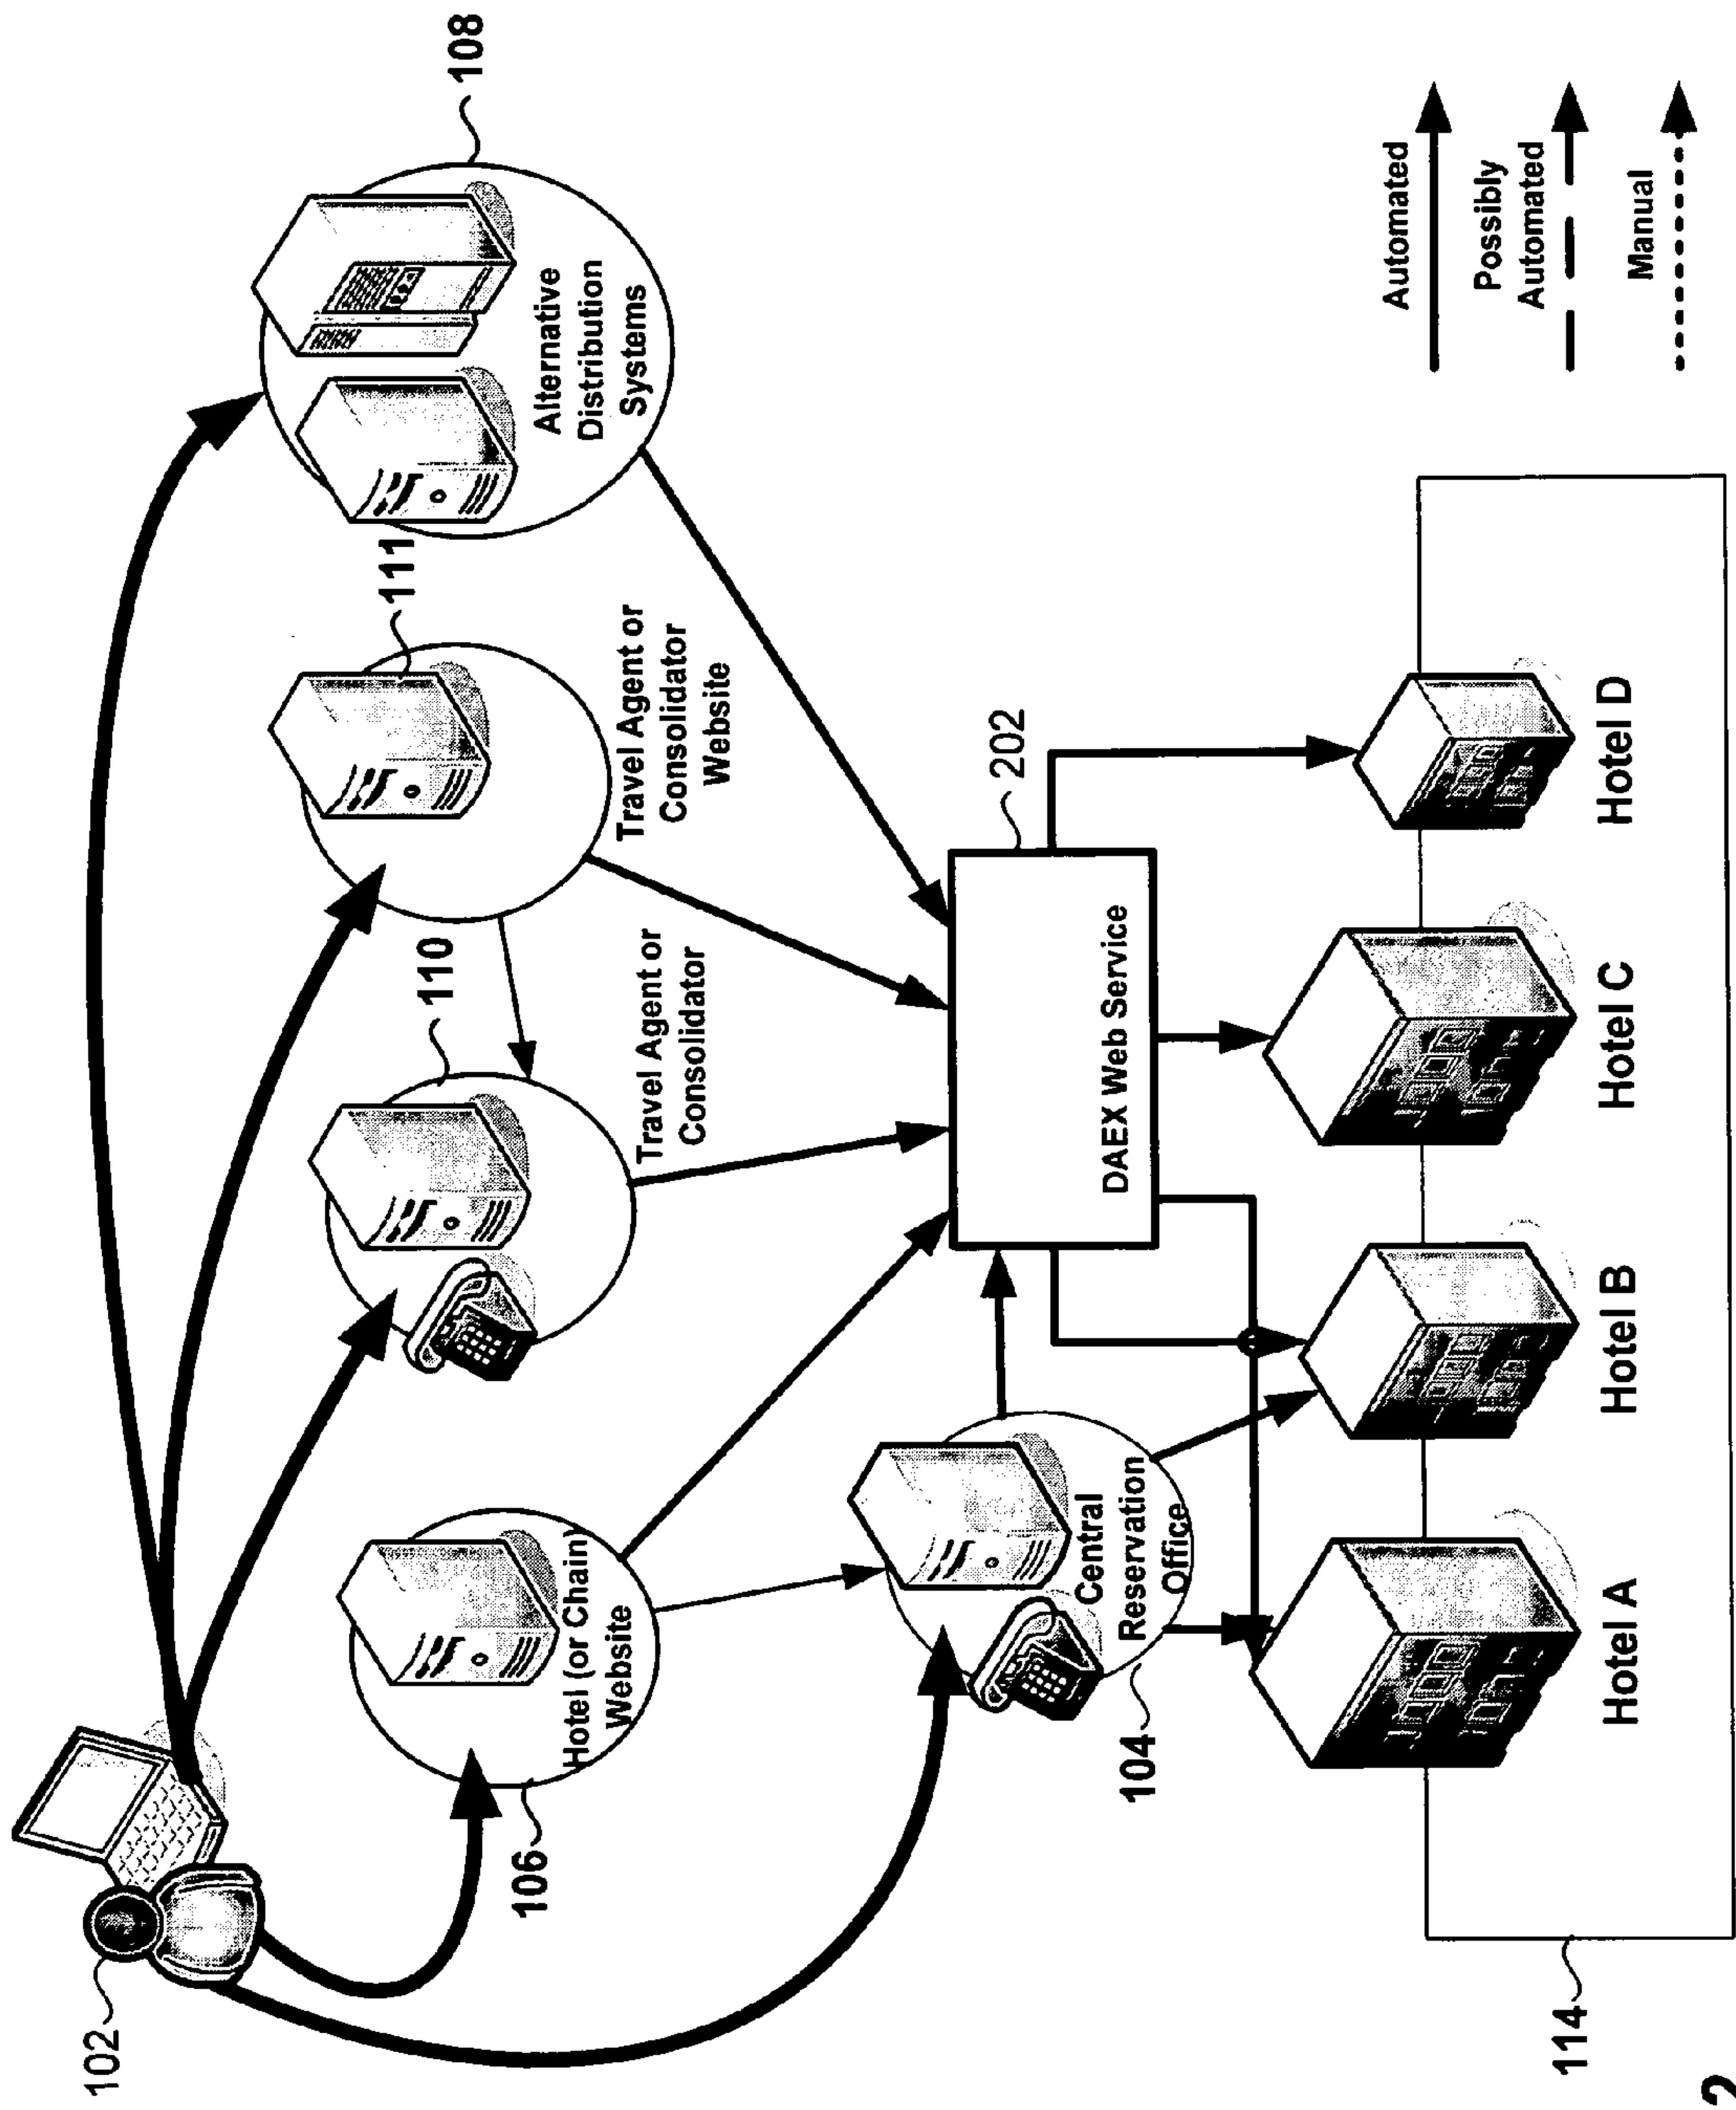 102
108
111
110
106
Alternative
Distribution
Systems
Travel Agent or
Consolidator
Website
Travel Agent or
Consolidator
Hotel (or Chain)
Website
Central
Reservation
Office
104
202
DAEX Web Service
Hotel A
Hotel B
Hotel C
Hotel D
114
Automated
Possibly
Automated
Manual
2